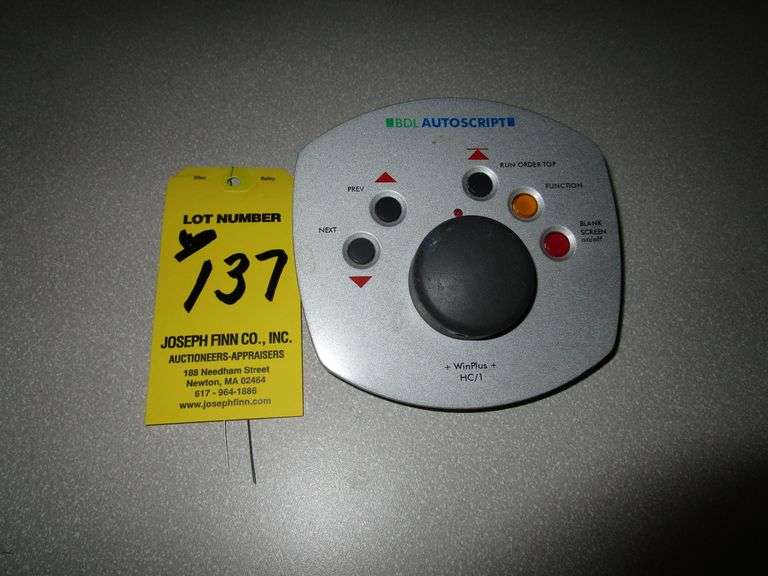 LOT NUMBER
137
JOSEPH FINN CO., INC.
AUCTIONEERS-APPRAISERS
188 Needham Street
Newton, MA 02464
617 - 964-1886
www.josephfinn.com
BDL AUTOSCRIPT
RUN ORDER TOP
PREV
FUNCTION
NEXT
BLANK
SCREEN
on/off
+ WinPlus +
HC/1